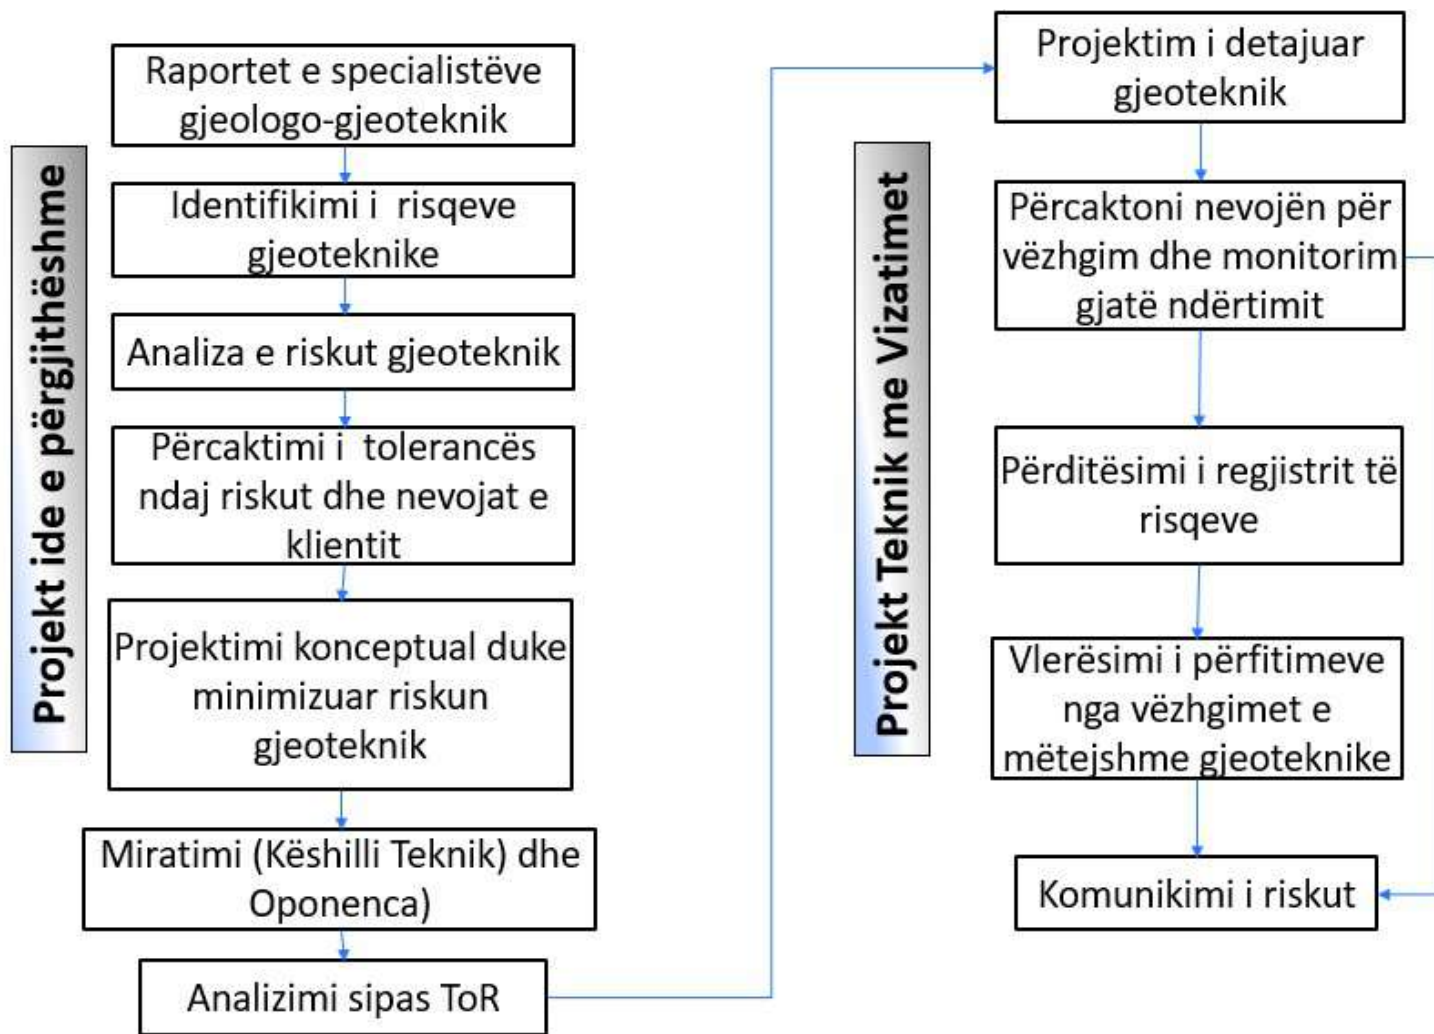 Projekt ide e përgjithëshme
Raportet e specialistëve
gjeologo-gjeoteknik
Identifikimi i  risqeve
gjeoteknike
Analiza e riskut gjeoteknik
Përcaktimi i  tolerancës
ndaj riskut dhe nevojat e
klientit
Projektimi konceptual duke
minimizuar riskun
gjeoteknik
Miratimi (Këshilli Teknik) dhe
Oponenca)
Analizimi sipas ToR
Projekt Teknik me Vizatimet
Projektim i detajuar
gjeoteknik
Përcaktoni nevojën për
vëzhgim dhe monitorim
gjatë ndërtimit
Përditësimi i regjistrit të
risqeve
Vlerësimi i përfitimeve
nga vëzhgimet e
mëtejshme gjeoteknike
Komunikimi i riskut